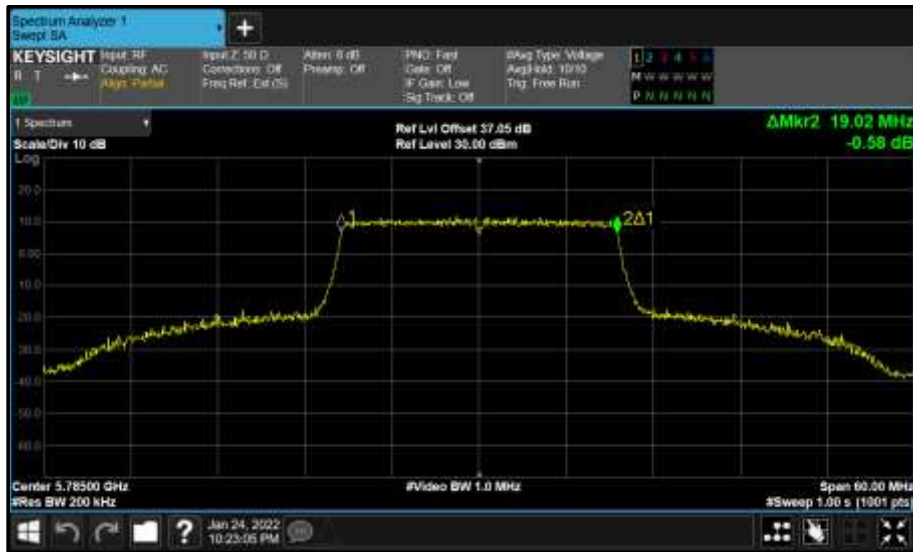 Spectrum Analyzer 1
Swept SA
+
KEYSIGHT
R T
Input: RF
Coupling: AC
Align: Partial
Input Z: 50 Ω
Corrections: Off
Freq Ref: Ext (S)
Atten: 0 dB
Preamp: Off
PNO: Fast
Gate: Off
IF Gain: Low
Sig Track: Off
#Avg Type: Voltage
Avg|Hold: 10/10
Trig: Free Run
1 2 3 4 5 6
M W W W W W
P N N N N N
1 Spectrum
Scale/Div 10 dB
Ref Lvl Offset 37.05 dB
Ref Level 30.00 dBm
ΔMkr2 19.02 MHz
-0.58 dB
Log
20.0
10.0
0.00
-10.0
-20.0
-30.0
-40.0
-50.0
-60.0
1
2Δ1
Center 5.78500 GHz
#Res BW 200 kHz
#Video BW 1.0 MHz
Span 60.00 MHz
#Sweep 1.00 s (1001 pts)
?
Jan 24, 2022
10:23:05 PM